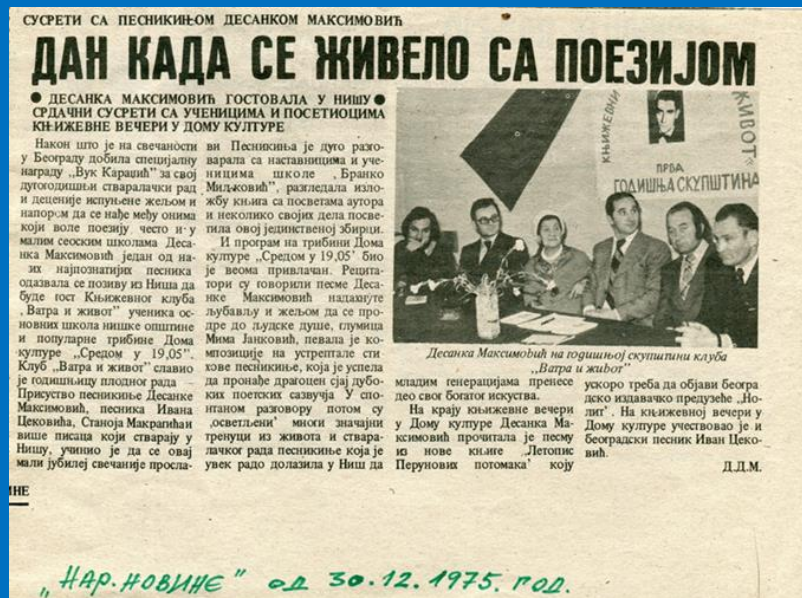 СУСРЕТИ СА ПЕСНИКИЊОМ ДЕСАНКОМ МАКСИМОВИЋ
ДАН КАДА СЕ ЖИВЕЛО СА ПОЕЗИЈОМ
● ДЕСАНКА МАКСИМОВИЋ ГОСТОВАЛА У НИШУ ●
СРДАЧНИ СУСРЕТИ СА УЧЕНИЦИМА И ПОСЕТИОЦИМА
КЊИЖЕВНЕ ВЕЧЕРИ У ДОМУ КУЛТУРЕ
Након што је на свечаности
у Београду добила специјалну
награду „Вук Караџић" за свој
дугогодишњи стваралачки рад
и деценије испуњене жељом и
напором да се нађе међу онима
који воле поезију често и у
малим сеоским школама Деса-
нка Максимовић један од на-
их најпознатијих песника
одазвала се позиву из Ниша да
буде гост Књижевног клуба
, Ватра и живот" ученика ос-
новних школа нишке општине
и популарне трибине Дома
културе „Средом у 19,05".
Клуб „Ватра и живот" славио
је годишњицу плодног рада
Присуство песникиње Десанке
Максимовић, песника Ивана
Цековића, Станоја Макрагића и
више писаца који стварају у
Нишу, учинио је да се овај
мали јубилеј свечаније просла-
ви Песникиња је дуго разго-
варала са наставницима и уче-
ницима школе , Бранко
Миљковић", разгледала изло-
жбу књига са посветама аутора
и неколико својих дела посве-
тила овој јединственој збирци.
И програм на трибини Дома
културе „Средом у 19,05' био
је веома привлачан. Рецита-
тори су говорили песме Деса-
нке Максимовић надахнуте
љубављу и жељом да се про-
дре до људске душе, глумица
Мима Јанковић, певала је ко-
мпозиције на устрептале сти
хове песникиње, која је успела
да пронађе драгоцен сјај дубо-
ких поетских сазвучја У спо-
нтаном разговору потом су
,осветљени' многи значајни
тренуци из живота и ствара-
лачког рада песникиње која је
увек радо долазила у Ниш да
КЊИЖЕВНИ
ЖИВОТ"
ПРВА
ГОДИШЊА СКУПШТИНА
Десанка Максимовић на годишњој скупштини клуба
„Ватра и живот"
младим генерацијама пренесе
део свог богатог искуства.
На крају књижевне вечери
у Дому културе Десанка Ма-
ксимовић прочитала је песму
из нове књиге ,Летопис
Перунових потомака' коју
ускоро треба да објави београ-
дско издавачко предузеће „Но-
лит' . На књижевној вечери у
Дому културе учествовао је и
београдски песник Иван Цеко-
вић.
Д.Д.М.
ИНЕ
„НАР. НОВИНЕ" од 30.12.1975. год.